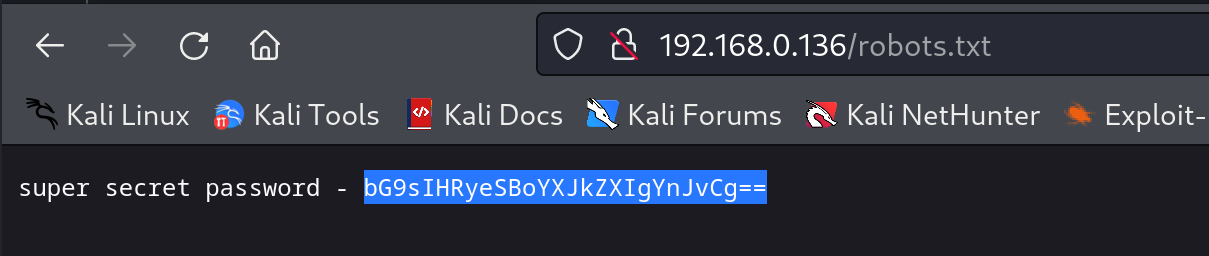 192.168.0.136/robots.txt
Kali Linux Kali Tools Kali Docs Kali Forums Kali NetHunter Exploit-
super secret password - bG9sIHRyeSBoYXJkZXIgYnJvCg==